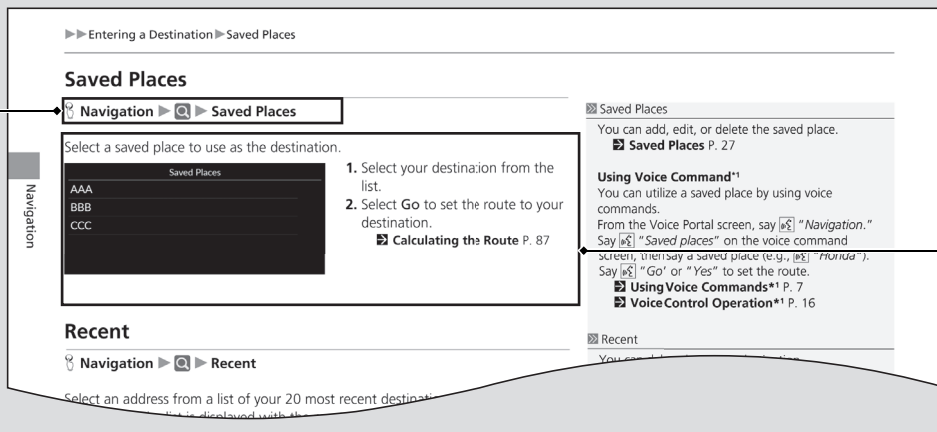 Entering a Destination Saved Places
Saved Places
Navigation Saved Places
Select a saved place to use as the destination.
Saved Places
AAA
BBB
CCC
1. Select your destination from the
list.
2. Select Go to set the route to your
destination.
Calculating the Route P. 87
Recent
Navigation Recent
Select an address from a list of your 20 most recent
Navigation
Saved Places
You can add, edit, or delete the saved place.
Saved Places P. 27
Using Voice Command*1
You can utilize a saved place by using voice
commands.
From the Voice Portal screen, say "Navigation."
Say "Saved places" on the voice command
screen, then say a saved place (e.g., "Honda").
Say "Go" or "Yes" to set the route.
Using Voice Commands*1 P. 7
Voice Control Operation*1 P. 16
Recent